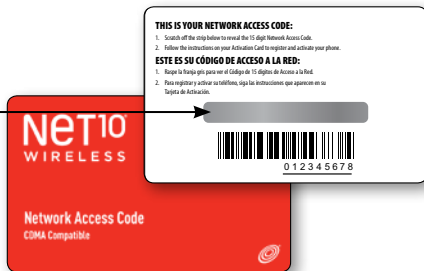 THIS IS YOUR NETWORK ACCESS CODE:
1. Scratch off the strip below to reveal the 15 digit Network Access Code.
2. Follow the instructions on your Activation Card to register and activate your phone.
ESTE ES SU CÓDIGO DE ACCESO A LA RED:
1. Raspe la franja gris para ver el Código de 15 dígitos de Acceso a la Red.
2. Para registrar y activar su teléfono, siga las instrucciones que aparecen en su
Tarjeta de Activación.
012345678
NET10
WIRELESS
Network Access Code
CDMA Compatible